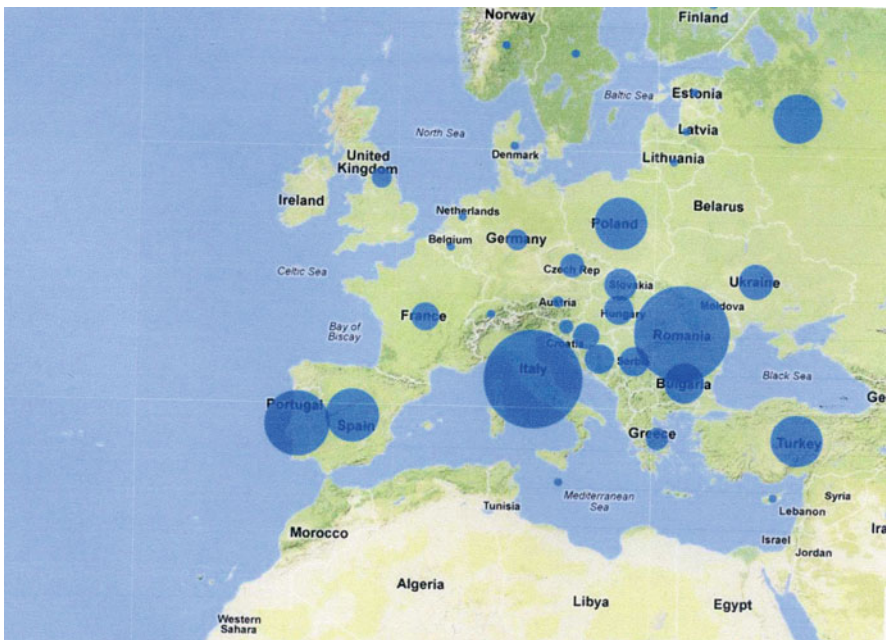 Norway
Finland
Estonia
Baltic Sea
North Sea
Latvia
Denmark
United
Kingdom
Lithuania
Ireland
Belarus
Netherlands
Poland
Belgium
Germany
Celtic Sea
Czech Rep
Ukraine
Slovakia
Austria
Moldova
France
Hungary
Bay of
Biscay
Romania
Croatia
Serbia
Italy
Black Sea
Bulgaria
Ge
Portugal
Spain
Greece
Turkey
Mediterranean
Sea
Syria
Tunisia
Lebanon
Morocco
Israel
Ira
Jordan
Algeria
Libya
Egypt
Western
Sahara